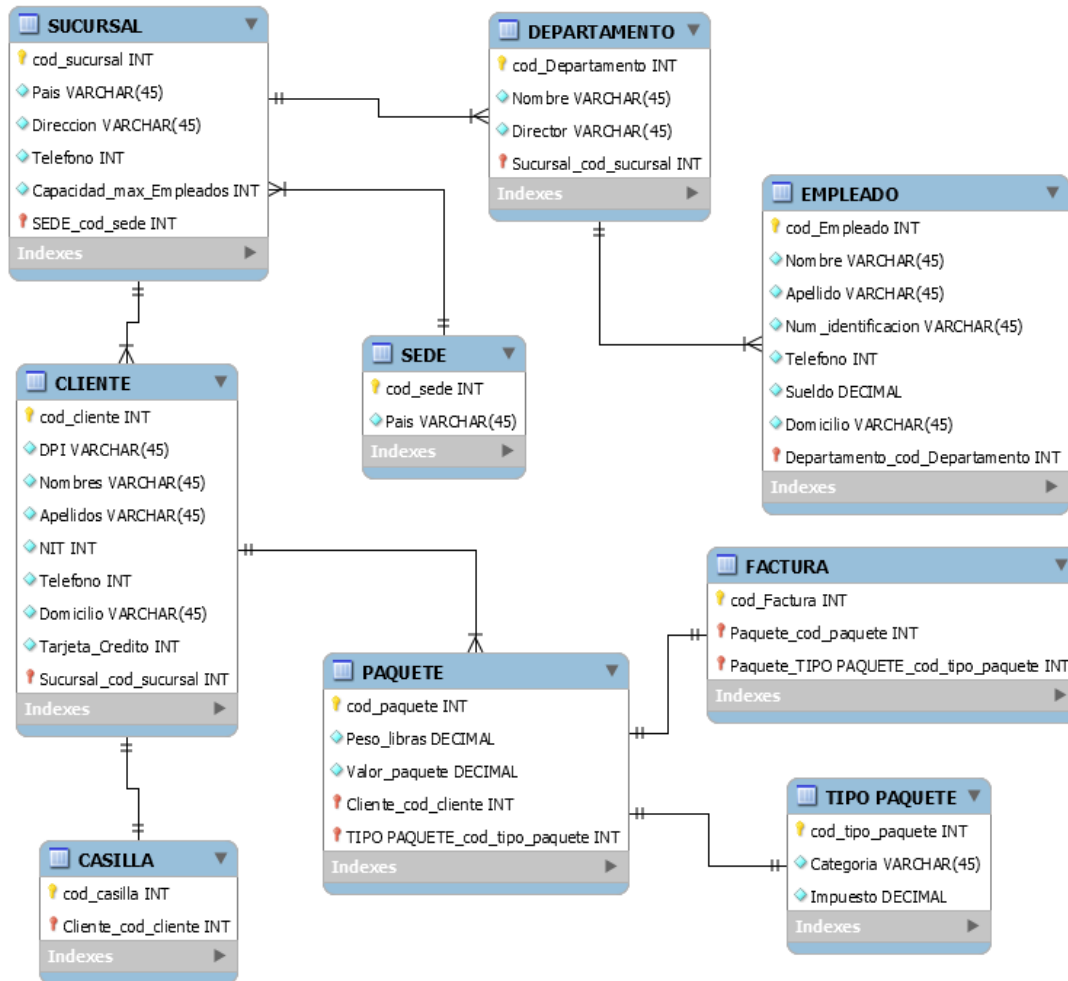 SUCURSAL
cod_sucursal INT
Pais VARCHAR(45)
Direccion VARCHAR(45)
Telefono INT
Capacidad_max_Empleados INT
SEDE_cod_sede INT
Indexes
DEPARTAMENTO
cod_Departamento INT
Nombre VARCHAR(45)
Director VARCHAR(45)
Sucursal_cod_sucursal INT
Indexes
EMPLEADO
cod_Empleado INT
Nombre VARCHAR(45)
Apellido VARCHAR(45)
Num_identificacion VARCHAR(45)
Telefono INT
Sueldo DECIMAL
Domicilio VARCHAR(45)
Departamento_cod_Departamento INT
Indexes
SEDE
cod_sede INT
Pais VARCHAR(45)
Indexes
CLIENTE
cod_cliente INT
DPI VARCHAR(45)
Nombres VARCHAR(45)
Apellidos VARCHAR(45)
NIT INT
Telefono INT
Domicilio VARCHAR(45)
Tarjeta_Credito INT
Sucursal_cod_sucursal INT
Indexes
FACTURA
cod_Factura INT
Paquete_cod_paquete INT
Paquete_TIPO PAQUETE_cod_tipo_paquete INT
Indexes
PAQUETE
cod_paquete INT
Peso_libras DECIMAL
Valor_paquete DECIMAL
Cliente_cod_cliente INT
TIPO PAQUETE_cod_tipo_paquete INT
Indexes
TIPO PAQUETE
cod_tipo_paquete INT
Categoria VARCHAR(45)
Impuesto DECIMAL
Indexes
CASILLA
cod_casilla INT
Cliente_cod_cliente INT
Indexes